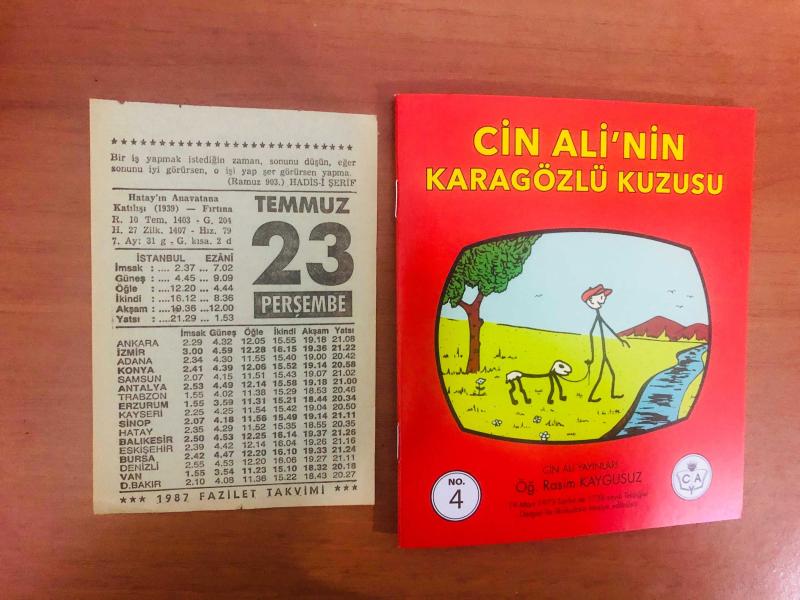 Bir iş yapmak istediğin zaman, sonunu düşün, eğer
sonunu iyi görürsen, o işi yap şer görürsen yapma.
(Ramuz 903.) HADİS-İ ŞERİF
Hatay'ın Anavatana
Katılışı (1939) — Fırtına
R. 10 Tem. 1403 - G. 204
H. 27 Zilk. 1407 - Hız. 79
7. Ay: 31 g - G. kısa. 2 d
TEMMUZ
23
PERŞEMBE
İSTANBUL EZÂNİ
İmsak : .... 2.37 ... 7.02
Güneş : .... 4.45 ... 9.09
Öğle : ....12.20 ... 4.44
İkindi : ....16.12 ... 8.36
Akşam : ....19.36 ...12.00
Yatsı : ....21.29 ... 1.53
İmsak Güneş Öğle İkindi Akşam Yatsı
ANKARA 2.29 4.32 12.05 15.55 19.18 21.08
İZMİR 3.00 4.59 12.28 16.15 19.36 21.22
ADANA 2.34 4.30 11.55 15.40 19.00 20.42
KONYA 2.41 4.39 12.06 15.52 19.14 20.58
SAMSUN 2.07 4.15 11.51 15.43 19.07 21.02
ANTALYA 2.53 4.49 12.14 15.58 19.18 21.00
TRABZON 1.55 4.02 11.38 15.29 18.53 20.46
ERZURUM 1.55 3.59 11.31 15.21 18.44 20.34
KAYSERİ 2.25 4.25 11.54 15.42 19.04 20.50
SİNOP 2.07 4.18 11.56 15.49 19.14 21.11
HATAY 2.35 4.29 11.52 15.35 18.55 20.35
BALIKESİR 2.50 4.53 12.25 16.14 19.37 21.26
ESKİŞEHİR 2.39 4.42 12.14 16.04 19.26 21.16
BURSA 2.42 4.47 12.20 16.10 19.33 21.24
DENİZLİ 2.55 4.53 12.20 16.06 19.27 21.11
VAN 1.55 3.54 11.23 15.10 18.32 20.18
D.BAKIR 2.10 4.08 11.36 15.22 18.43 20.27
*** 1987 FAZİLET TAKVİMİ ***
CİN ALİ'NİN
KARAGÖZLÜ KUZUSU
NO.
4
CİN ALİ YAYINLARI
Öğ. Rasim KAYGUSUZ
C A